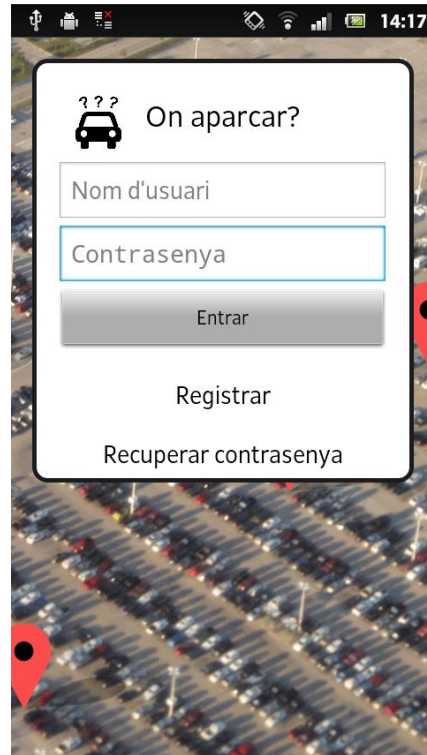 14:17
???
On aparcar?
Nom d'usuari
Contrasenya
Entrar
Registrar
Recuperar contrasenya